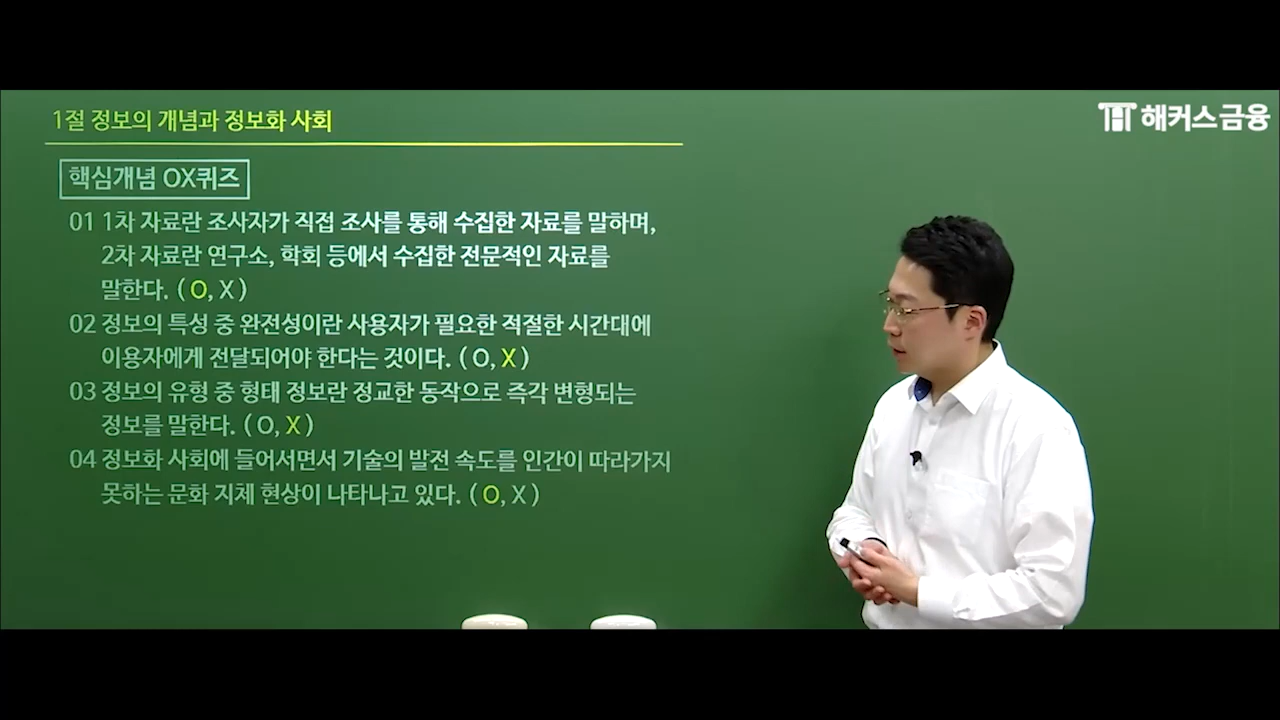 1절 정보의 개념과 정보화 사회
해커스금융
핵심개념 OX퀴즈
01 1차 자료란 조사자가 직접 조사를 통해 수집한 자료를 말하며,
2차 자료란 연구소, 학회 등에서 수집한 전문적인 자료를
말한다. ( O, X )
02 정보의 특성 중 완전성이란 사용자가 필요한 적절한 시간대에
이용자에게 전달되어야 한다는 것이다. ( O, X )
03 정보의 유형 중 형태 정보란 정교한 동작으로 즉각 변형되는
정보를 말한다. ( O, X )
04 정보화 사회에 들어서면서 기술의 발전 속도를 인간이 따라가지
못하는 문화 지체 현상이 나타나고 있다. ( O, X )